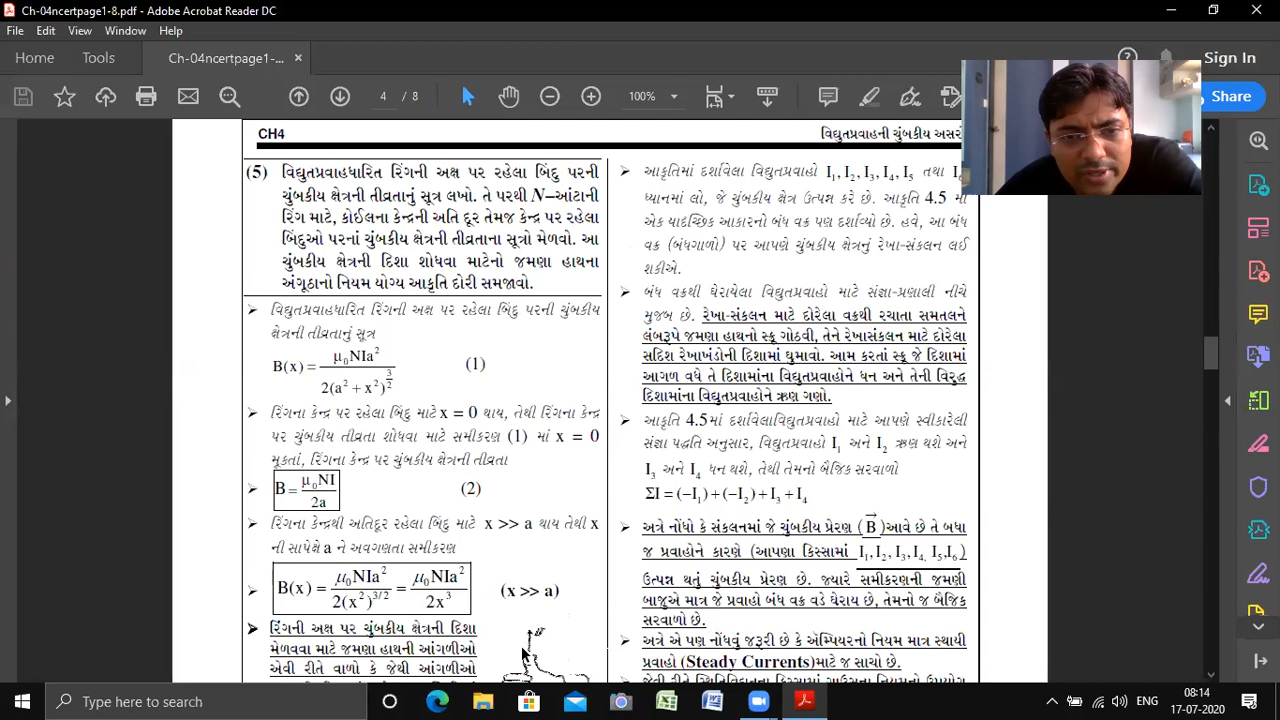 Ch-04ncertpage1-8.pdf - Adobe Acrobat Reader DC
File Edit View Window Help
Home Tools Ch-04ncertpage1-... × Sign In
4 / 8 100% Share
CH4 વિદ્યુતપ્રવાહની ચુંબકીય
(5) વિદ્યુતપ્રવાહધારિત રિંગની અક્ષ પર રહેલા બિંદુ પરની
ચુંબકીય ક્ષેત્રની તીવ્રતાનું સૂત્ર લખો. તે પરથી N–આંટાની
રિંગ માટે, કોઈલના કેન્દ્રની અતિ દૂર તેમજ કેન્દ્ર પર રહેલા
બિદુઓ પરનાં ચુંબકીય ક્ષેત્રની તીવ્રતાના સૂત્રો મેળવો. આ
ચુંબકીય ક્ષેત્રની દિશા શોધવા માટેનો જમણા હાથના
અંગૂઠાનો નિયમ યોગ્ય આકૃતિ દોરી સમજાવો.
➢ વિદ્યુતપ્રવાહધારિત રિંગની અક્ષ પર રહેલા બિંદુ પરની ચુંબકીય
ક્ષેત્રની તીવ્રતાનું સૂત્ર
B(x) = μ₀NIa² / 2(a² + x²)^(3/2) (1)
➢ રિંગના કેન્દ્ર પર રહેલા બિંદુ માટે x = 0 થાય, તેથી રિંગના કેન્દ્ર
પર ચુંબકીય તીવ્રતા શોધવા માટે સમીકરણ (1) માં x = 0
મૂકતાં, રિંગના કેન્દ્ર પર ચુંબકીય ક્ષેત્રની તીવ્રતા
➢ B = μ₀NI / 2a (2)
➢ રિંગના કેન્દ્રથી અતિદૂર રહેલા બિંદુ માટે x >> a થાય તેથી x
ની સાપેક્ષે a ને અવગણતા સમીકરણ
➢ B(x) = μ₀NIa² / 2(x²)^3/2 = μ₀NIa² / 2x³ (x >> a)
➢ રિંગની અક્ષ પર ચુંબકીય ક્ષેત્રની દિશા
મેળવવા માટે જમણા હાથની આંગળીઓ
એવી રીતે વાળો કે જેથી આંગળીઓ
➢ આકૃતિમાં દર્શાવેલા વિદ્યુતપ્રવાહો I₁, I₂, I₃, I₄, I₅ તથા
ધ્યાનમાં લો, જે ચુંબકીય ક્ષેત્ર ઉત્પન્ન કરે છે. આકૃતિ 4.5 માં
એક યાદચ્છિક આકારનો બંધ વક્ર પણ દર્શાવ્યો છે. હવે, આ બંધ
વક્ર (બંધગાળો) પર આપણે ચુંબકીય ક્ષેત્રનું રેખા-સંકલન લઈ
શકીએ.
➢ બંધ વક્રથી ઘેરાયેલા વિદ્યુતપ્રવાહો માટે સંજ્ઞા-પ્રણાલી નીચે
મુજબ છે. રેખા-સંકલન માટે દોરેલા વક્રથી રચાતા સમતલને
લંબરૂપે જમણા હાથનો સ્ક્રૂ ગોઠવી, તેને રેખાસંકલન માટે દોરેલા
સદિશ રેખાખંડોની દિશામાં ઘુમાવો. આમ કરતાં સ્ક્રૂ જે દિશામાં
આગળ વધે તે દિશામાંના વિદ્યુતપ્રવાહોને ધન અને તેની વિરુદ્ધ
દિશામાંના વિદ્યુતપ્રવાહોને ઋણ ગણો.
➢ આકૃતિ 4.5માં દર્શાવેલાવિદ્યુતપ્રવાહો માટે આપણે સ્વીકારેલી
સંજ્ઞા પદ્ધતિ અનુસાર, વિદ્યુતપ્રવાહો I₁ અને I₂ ઋણ થશે અને
I₃ અને I₄ ધન થશે, તેથી તેમનો બૈજિક સરવાળો
ΣI = (−I₁) + (−I₂) + I₃ + I₄
➢ અત્રે નોંધો કે સંકલનમાં જે ચુંબકીય પ્રેરણ (B⃗)આવે છે તે બધા
જ પ્રવાહોને કારણે (આપણા કિસ્સામાં I₁, I₂, I₃, I₄, I₅, I₆)
ઉત્પન્ન થતું ચુંબકીય પ્રેરણ છે. જ્યારે સમીકરણની જમણી
બાજુએ માત્ર જે પ્રવાહો બંધ વક્ર વડે ઘેરાય છે, તેમનો જ બૈજિક
સરવાળો છે.
➢ અત્રે એ પણ નોંધવું જરૂરી છે કે ઍમ્પિયરનો નિયમ માત્ર સ્થાયી
પ્રવાહો (Steady Currents)માટે જ સાચો છે.
Type here to search ENG 08:14
17-07-2020